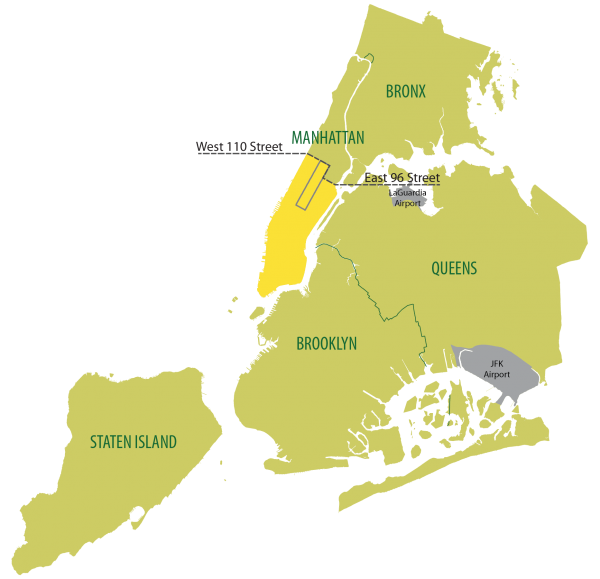 BRONX
MANHATTAN
West 110 Street
East 96 Street
LaGuardia
Airport
QUEENS
BROOKLYN
JFK
Airport
STATEN ISLAND